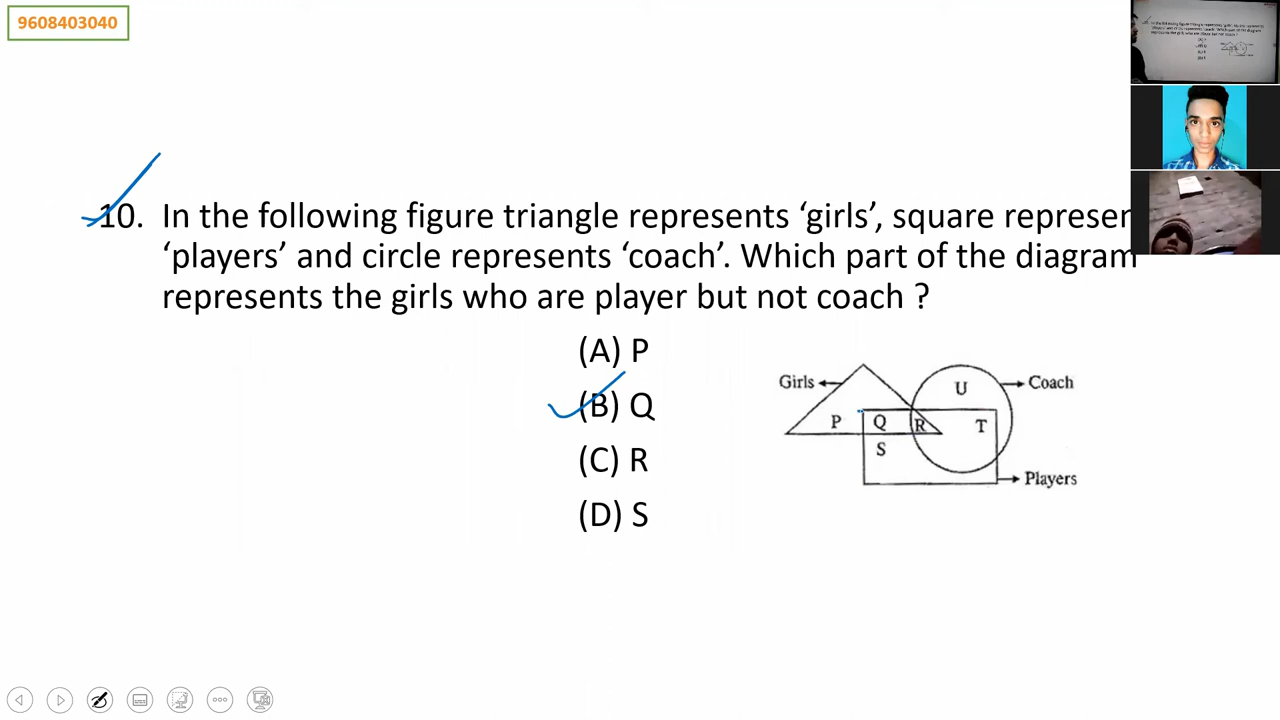 9608403040
10. In the following figure triangle represents ‘girls’, square represen
‘players’ and circle represents ‘coach’. Which part of the diagram
represents the girls who are player but not coach ?
(A) P
(B) Q
(C) R
(D) S
Girls
U
Coach
P
Q
R
T
S
Players